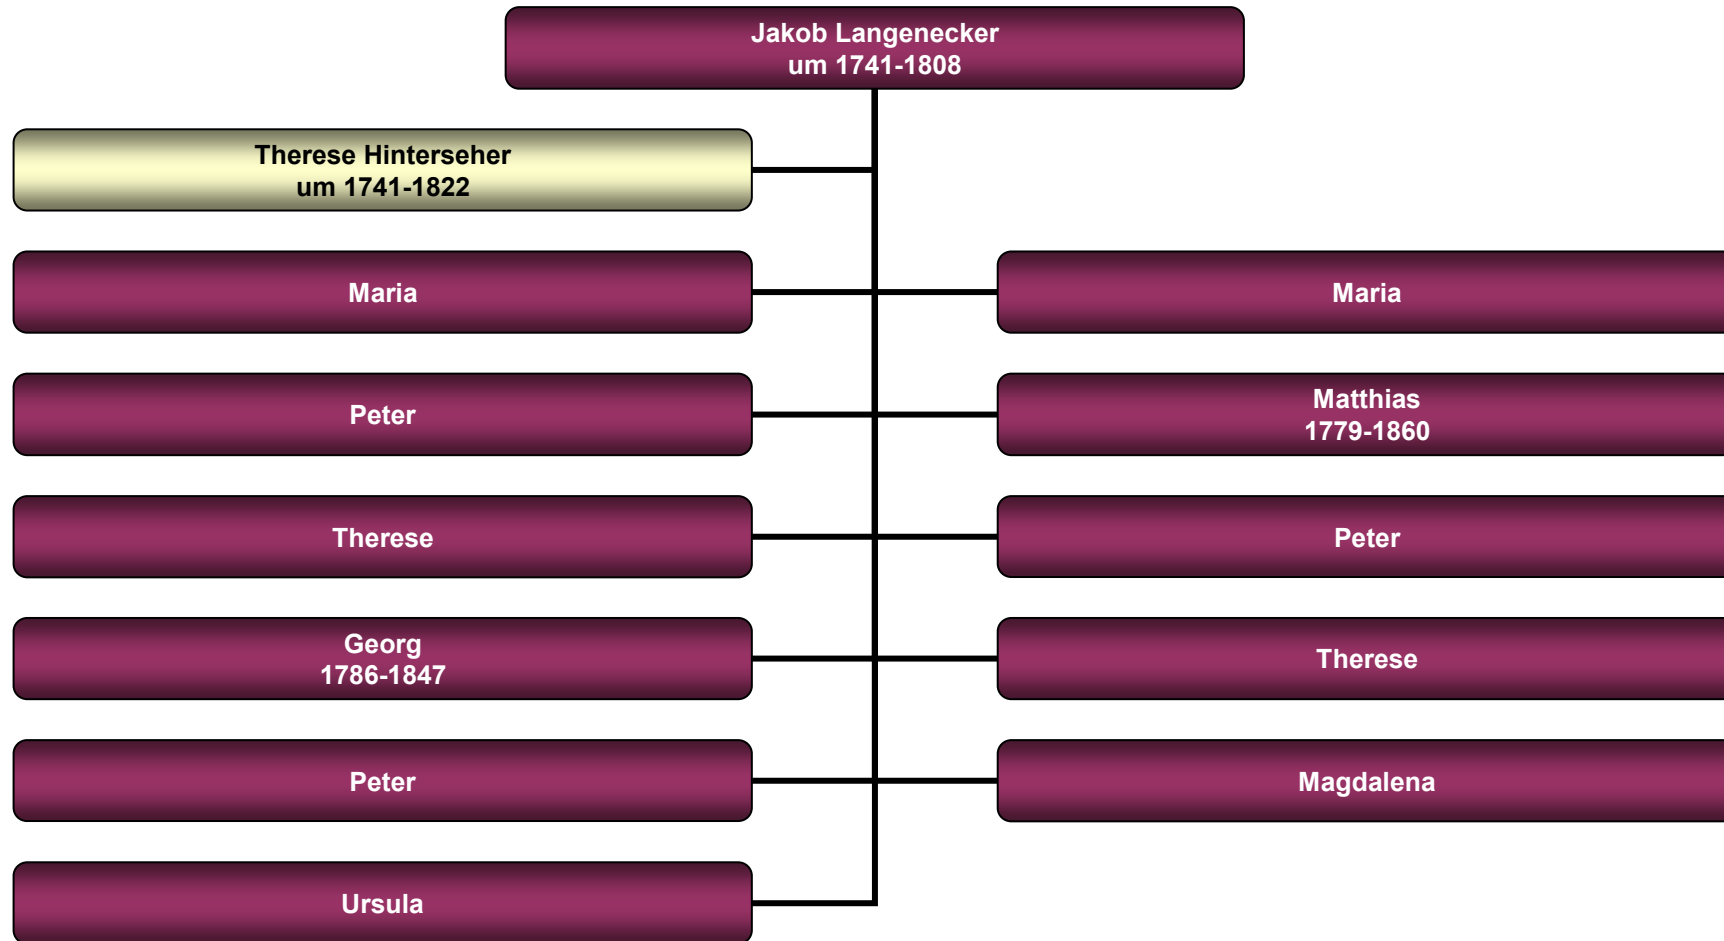 Jakob Langenecker
um 1741-1808
Therese Hinterseher
um 1741-1822
Maria
Maria
Peter
Matthias
1779-1860
Therese
Peter
Georg
1786-1847
Therese
Peter
Magdalena
Ursula